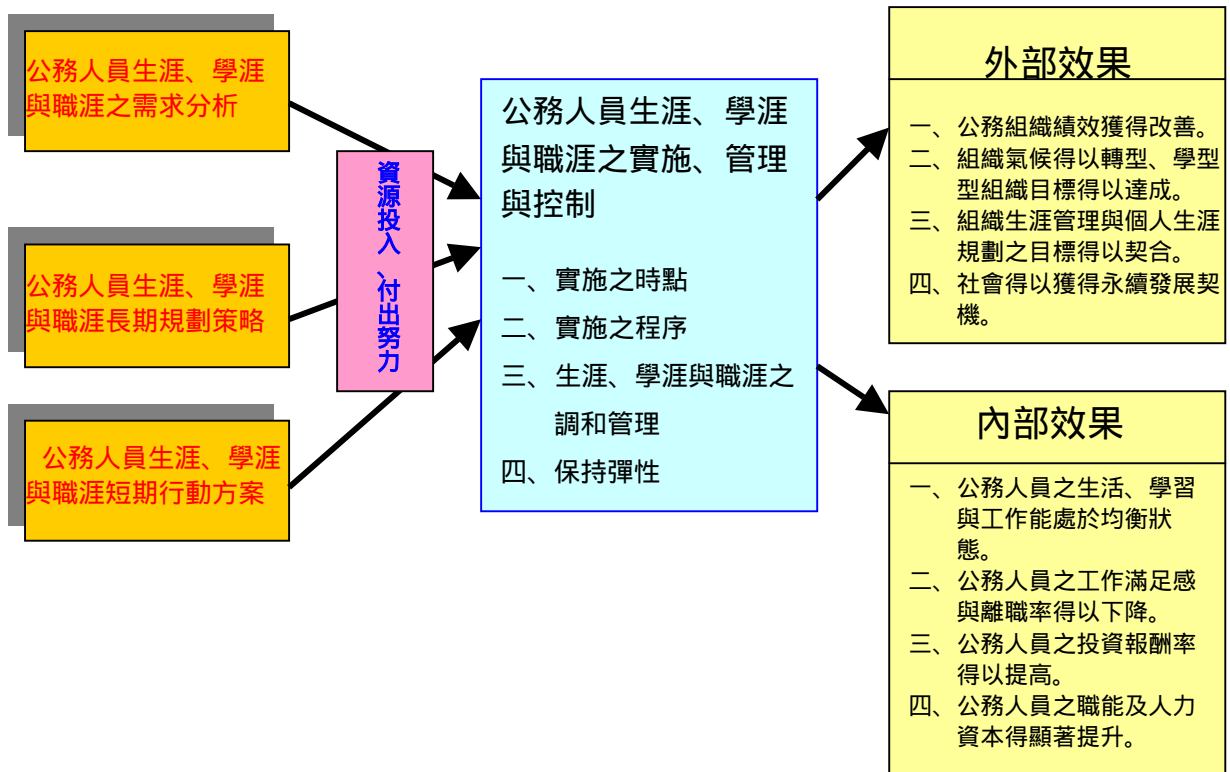 公務人員生涯、學涯
與職涯之需求分析
公務人員生涯、學涯
與職涯長期規劃策略
公務人員生涯、學涯
與職涯短期行動方案
資源投入、付出努力
公務人員生涯、學涯
與職涯之實施、管理
與控制
一、實施之時點
二、實施之程序
三、生涯、學涯與職涯之
調和管理
四、保持彈性
外部效果
一、公務組織績效獲得改善。
二、組織氣候得以轉型、學型
型組織目標得以達成。
三、組織生涯管理與個人生涯
規劃之目標得以契合。
四、社會得以獲得永續發展契
機。
內部效果
一、公務人員之生活、學習
與工作能處於均衡狀
態。
二、公務人員之工作滿足感
與離職率得以下降。
三、公務人員之投資報酬率
得以提高。
四、公務人員之職能及人力
資本得顯著提升。